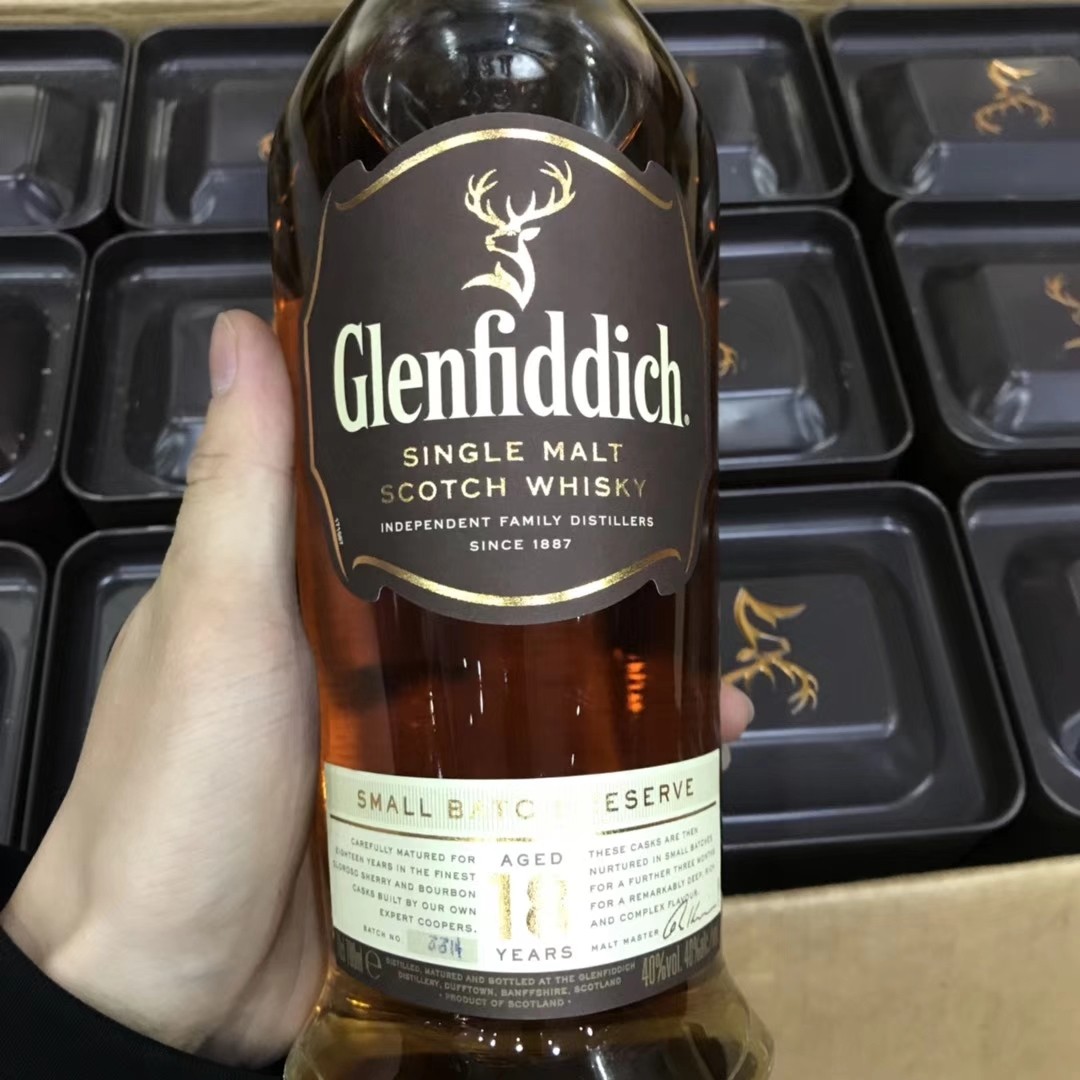 Glenfiddich.
SINGLE MALT
SCOTCH WHISKY
INDEPENDENT FAMILY DISTILLERS
SINCE 1887
SMALL BATCH RESERVE
CAREFULLY MATURED FOR
EIGHTEEN YEARS IN THE FINEST
OLOROSO SHERRY AND BOURBON
CASKS BUILT BY OUR OWN
EXPERT COOPERS.
BATCH NO. 3314
AGED
18
YEARS
THESE CASKS ARE THEN
NURTURED IN SMALL BATCHES
FOR A FURTHER THREE MONTHS
FOR A REMARKABLY DEEP, RICH
AND COMPLEX FLAVOUR.
MALT MASTER
e
DISTILLED, MATURED AND BOTTLED AT THE GLENFIDDICH
DISTILLERY, DUFFTOWN, BANFFSHIRE, SCOTLAND
• PRODUCT OF SCOTLAND •
40%vol.